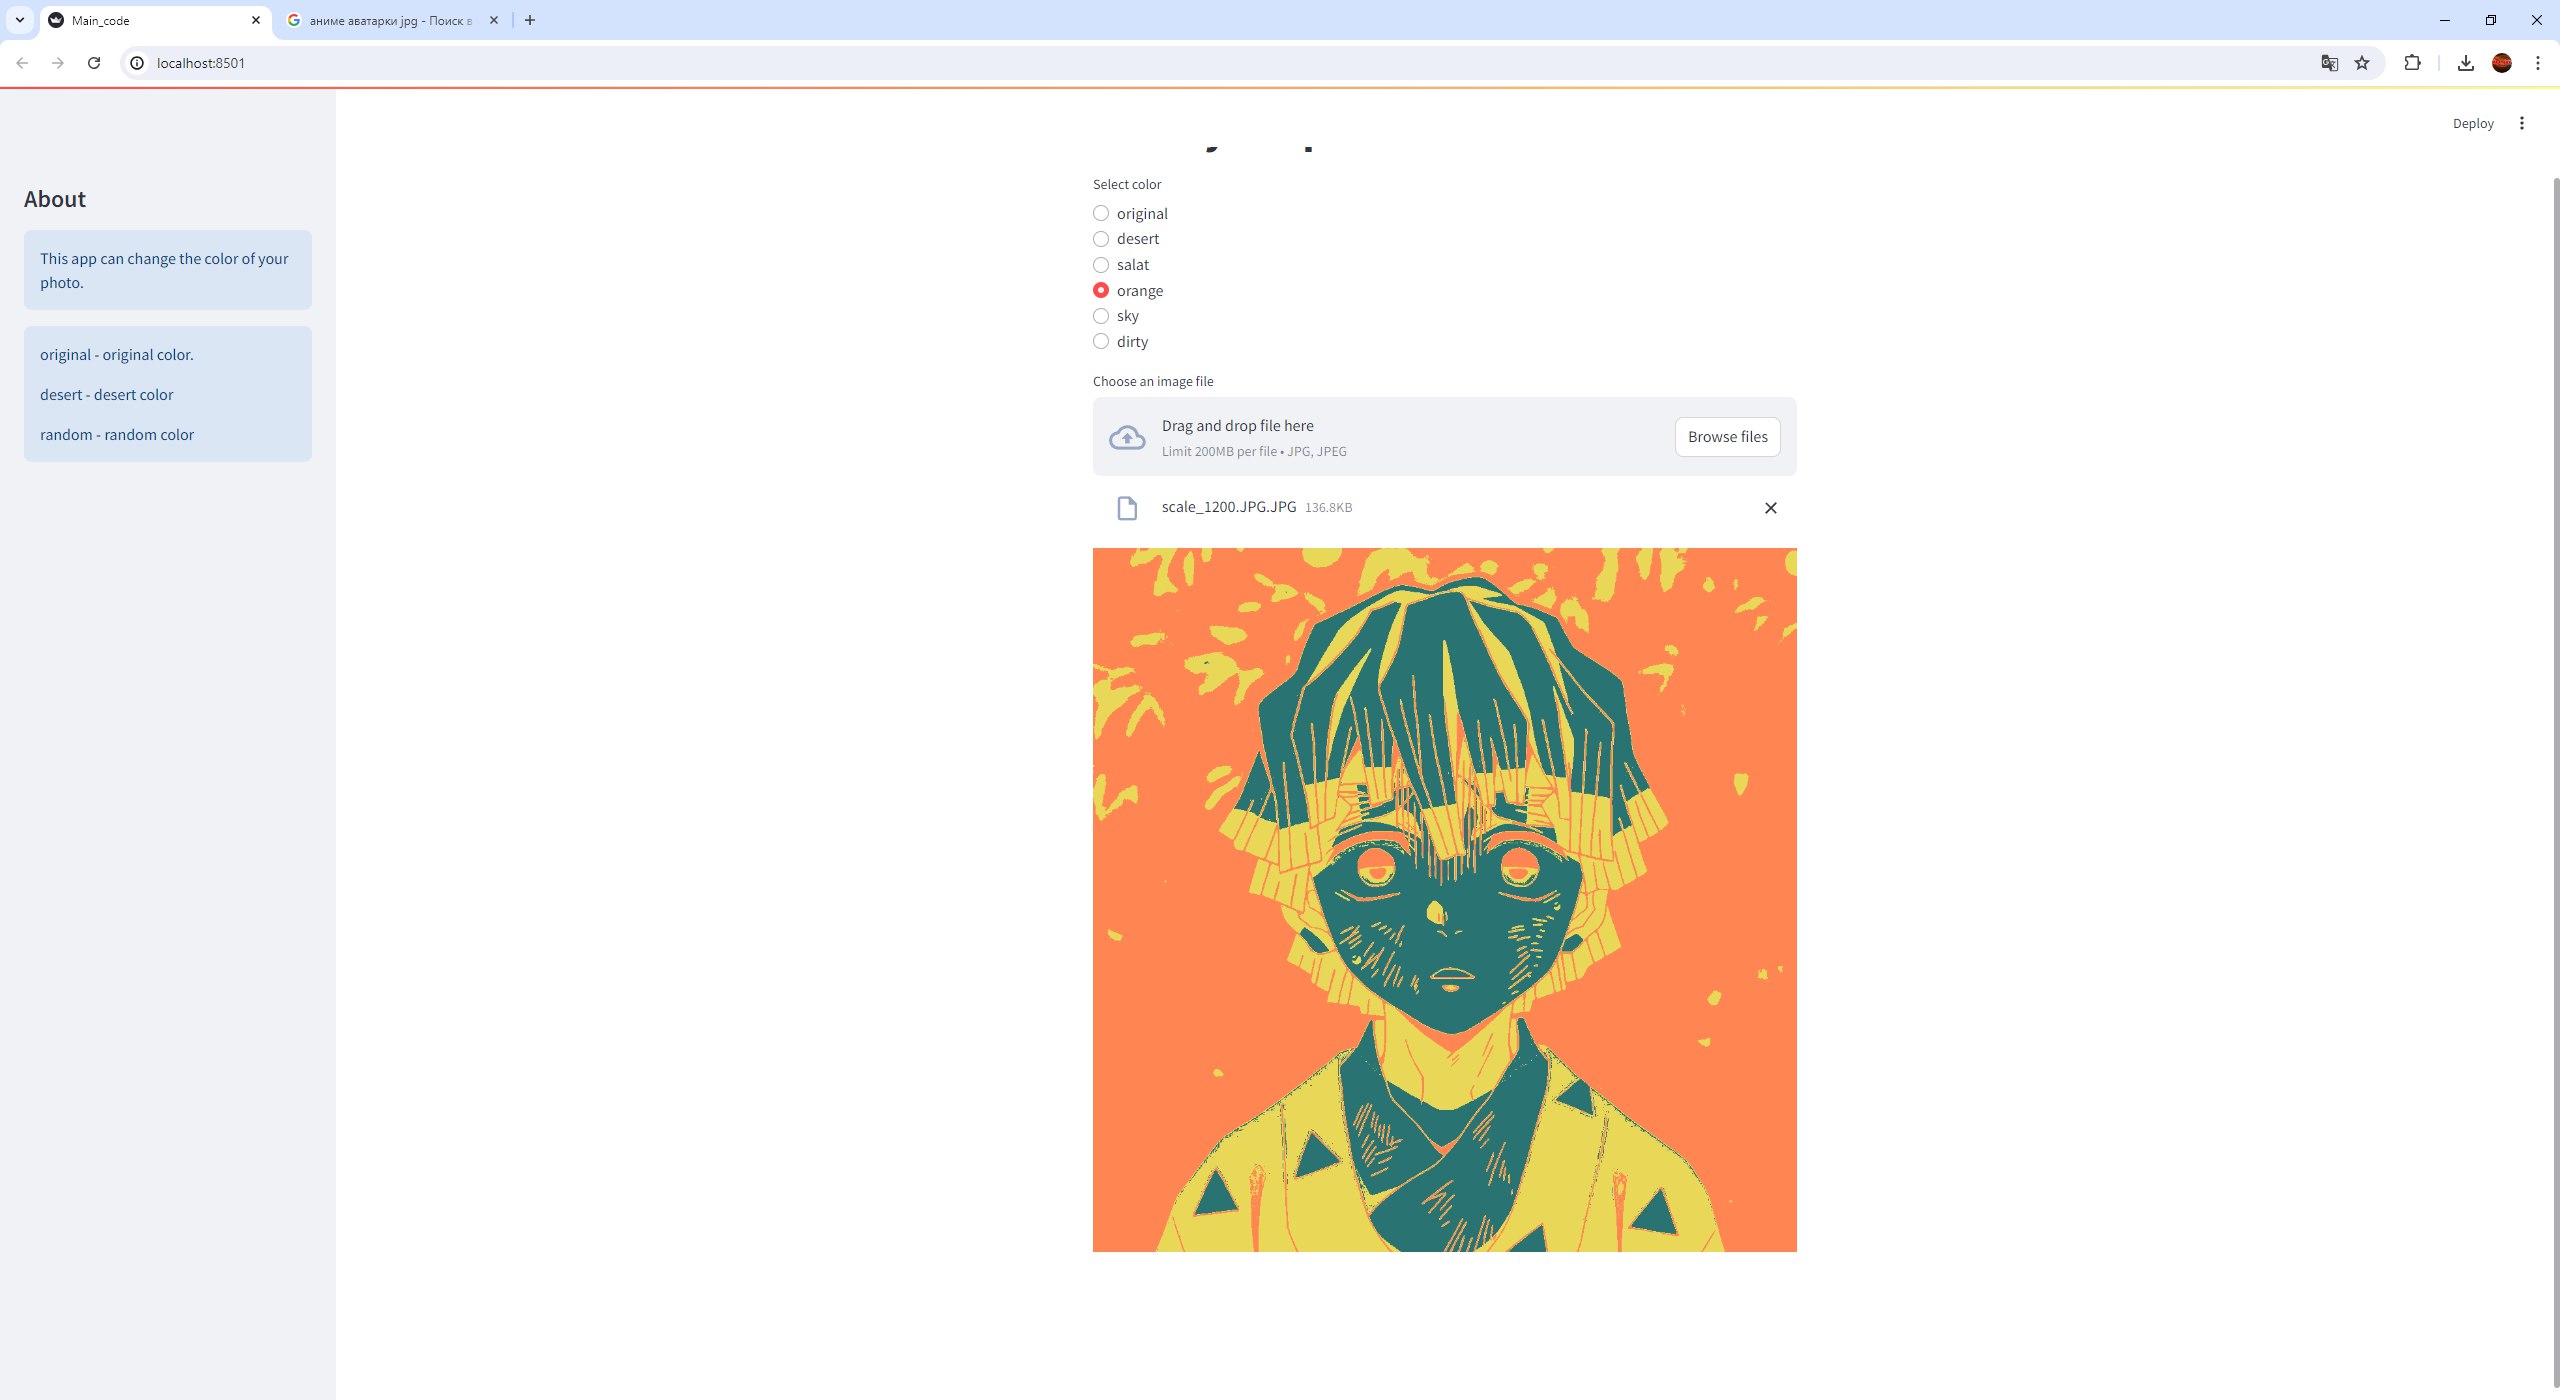 Main_code
аниме аватарки jpg - Поиск в
localhost:8501
Deploy
About
This app can change the color of your
photo.
original - original color.
desert - desert color
random - random color
Select color
original
desert
salat
orange
sky
dirty
Choose an image file
Drag and drop file here
Limit 200MB per file • JPG, JPEG
Browse files
scale_1200.JPG.JPG 136.8KB